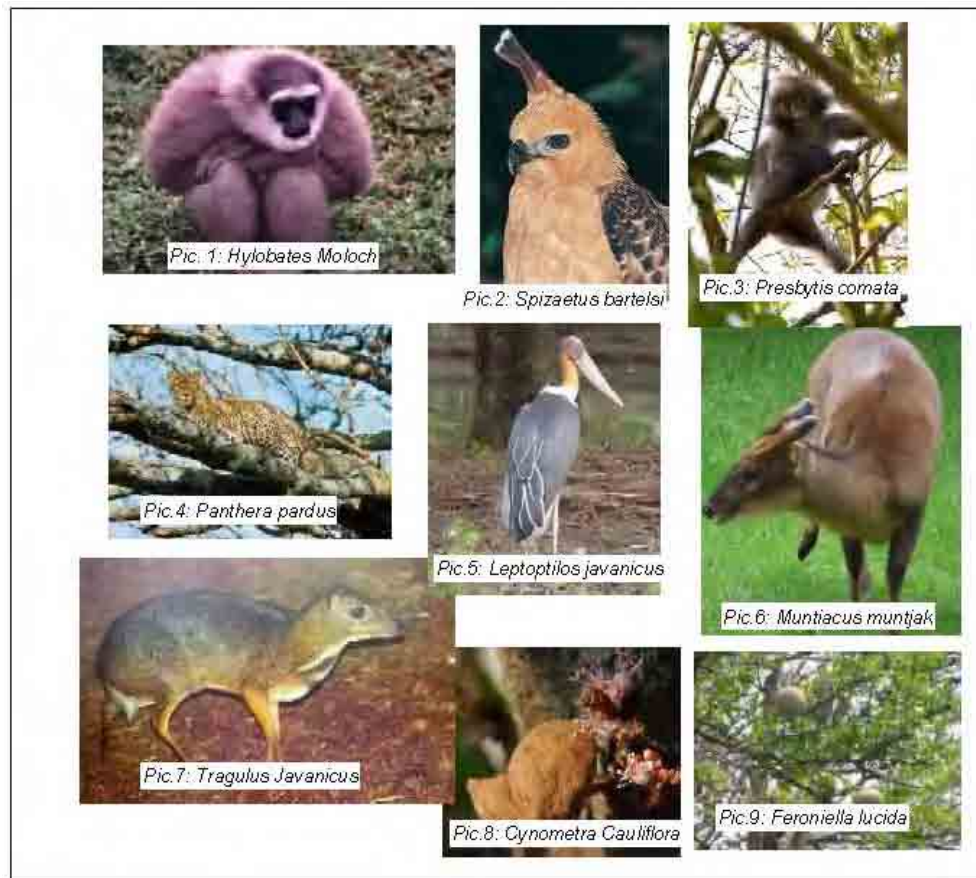 Pic. 1: Hylobates Moloch
Pic.2: Spizaetus bartelsi
Pic.3: Presbytis comata
Pic.4: Panthera pardus
Pic.5: Leptoptilos javanicus
Pic.6: Muntiacus muntjak
Pic.7: Tragulus Javanicus
Pic.8: Cynometra Cauliflora
Pic.9: Feroniella lucida